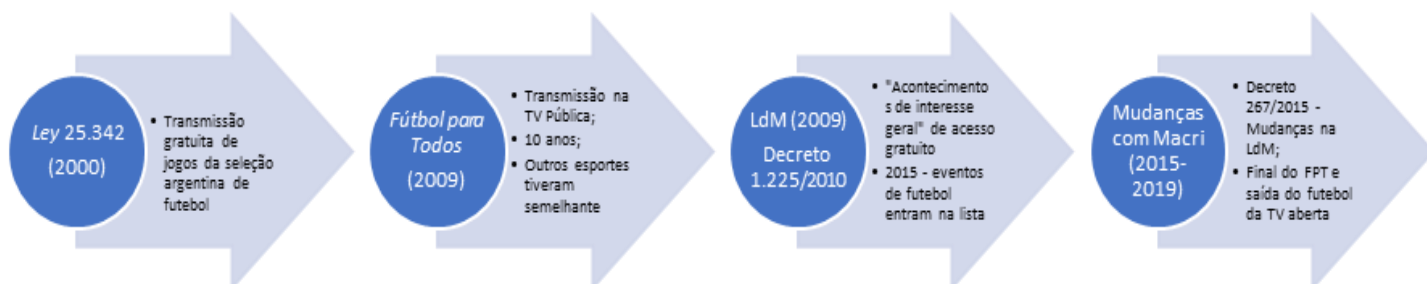 Ley 25.342
(2000)
• Transmissão
gratuita de
jogos da seleção
argentina de
futebol
Fútbol para
Todos
(2009)
• Transmissão na
TV Pública;
• 10 anos;
• Outros esportes
tiveram
semelhante
LdM (2009)
Decreto
1.225/2010
• "Acontecimento
s de interesse
geral" de acesso
gratuito
• 2015 - eventos
de futebol
entram na lista
Mudanças
com Macri
(2015-
2019)
• Decreto
267/2015 -
Mudanças na
LdM;
• Final do FPT e
saída do futebol
da TV aberta